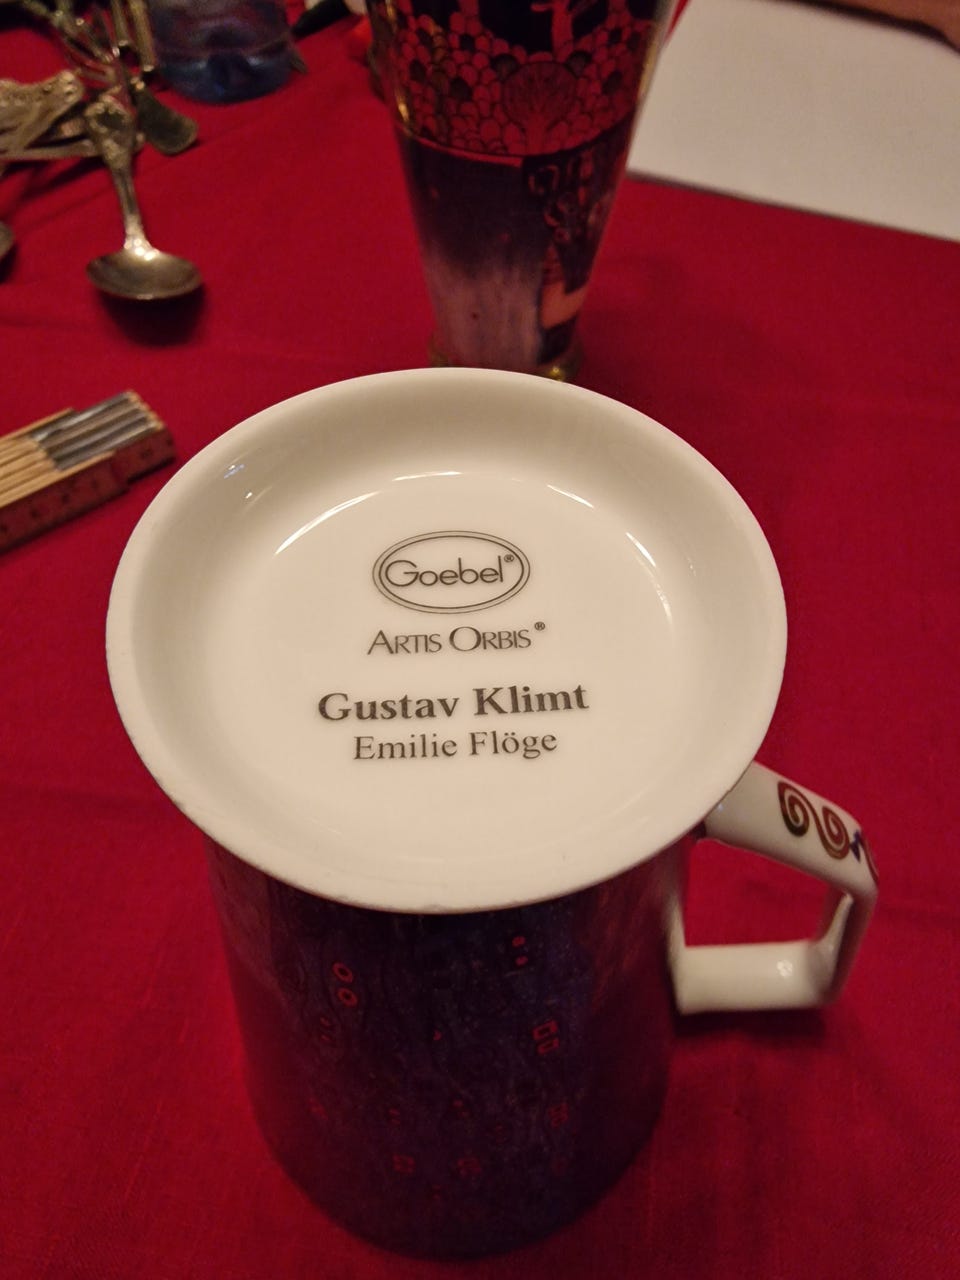 Goebel®
ARTIS ORBIS®
Gustav Klimt
Emilie Flöge